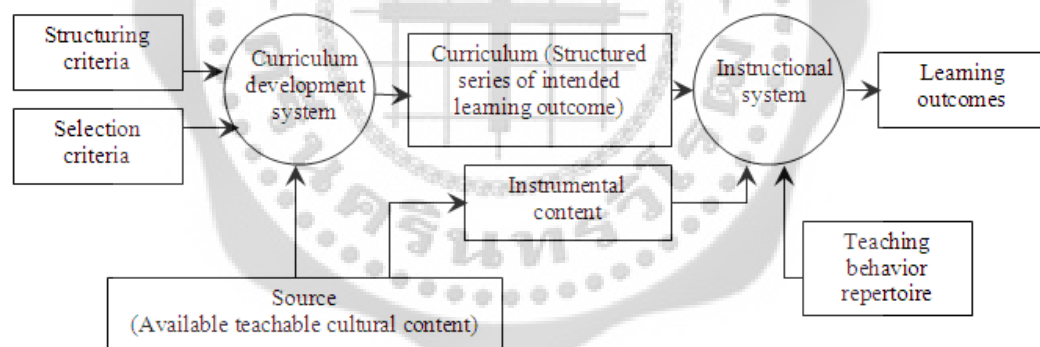 Structuring
criteria
Selection
criteria
Curriculum
development
system
Curriculum (Structured
series of intended
learning outcome)
Instructional
system
Learning
outcomes
Instrumental
content
Teaching
behavior
repertoire
Source
(Available teachable cultural content)